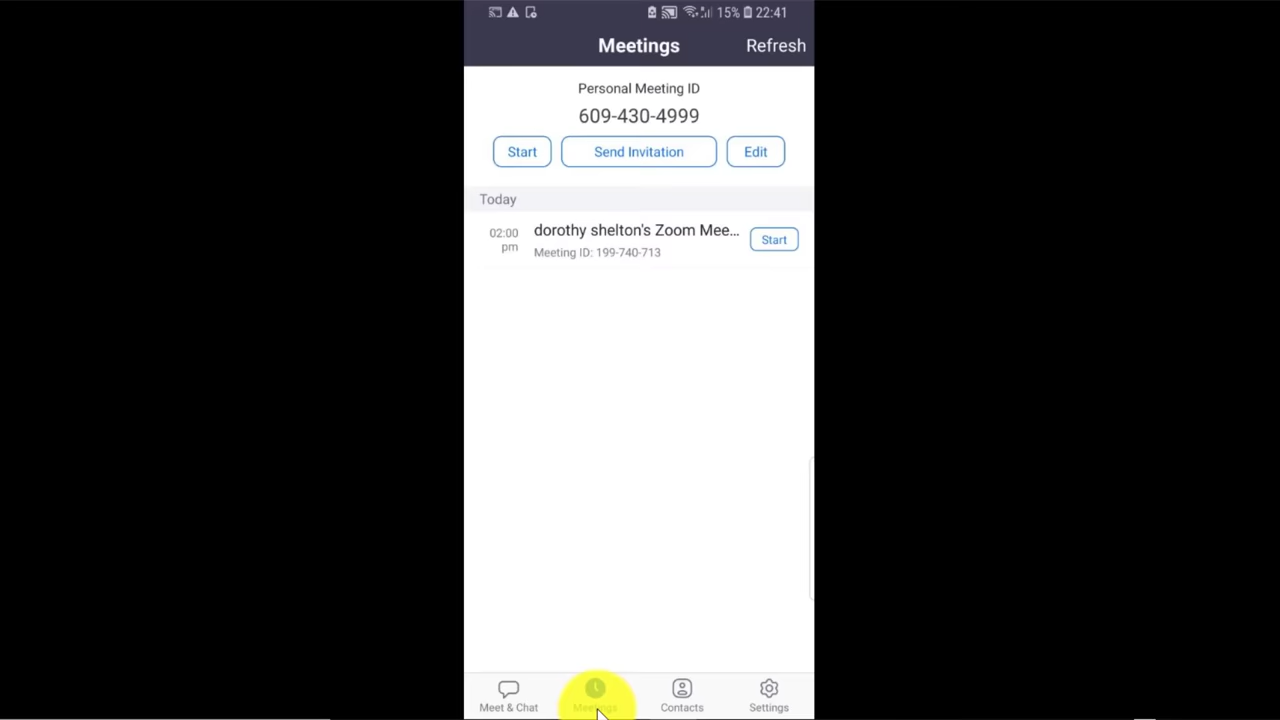 15% 22:41
Meetings Refresh
Personal Meeting ID
609-430-4999
Start Send Invitation Edit
Today
02:00 pm
dorothy shelton's Zoom Mee...
Meeting ID: 199-740-713
Start
Meet & Chat Meetings Contacts Settings